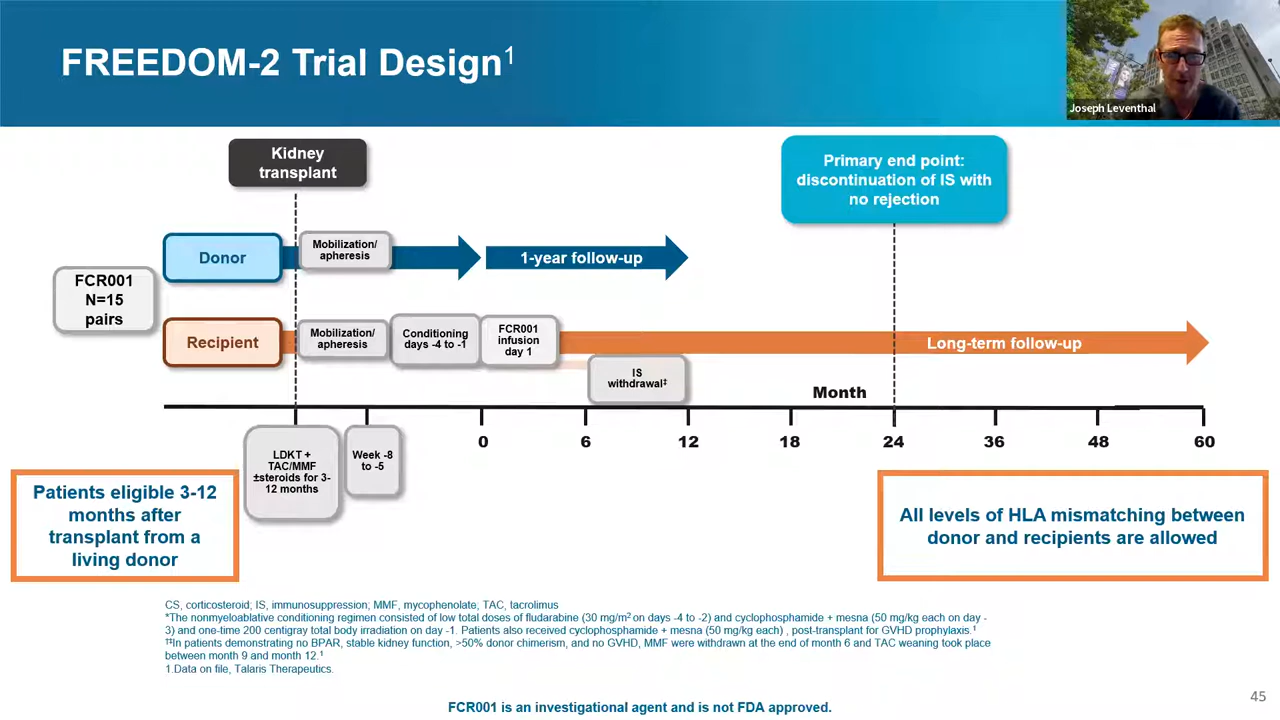 FREEDOM-2 Trial Design1
Joseph Leventhal
Kidney
transplant
Primary end point:
discontinuation of IS with
no rejection
Donor
Mobilization/
apheresis
1-year follow-up
FCR001
N=15
pairs
Recipient
Mobilization/
apheresis
Conditioning
days -4 to -1
FCR001
infusion
day 1
Long-term follow-up
IS
withdrawal‡
Month
0 6 12 18 24 36 48 60
LDKT +
TAC/MMF
±steroids for 3-
12 months
Week -8
to -5
Patients eligible 3-12
months after
transplant from a
living donor
All levels of HLA mismatching between
donor and recipients are allowed
CS, corticosteroid; IS, immunosuppression; MMF, mycophenolate; TAC, tacrolimus
*The nonmyeloablative conditioning regimen consisted of low total doses of fludarabine (30 mg/m2 on days -4 to -2) and cyclophosphamide + mesna (50 mg/kg each on day -
3) and one-time 200 centigray total body irradiation on day -1. Patients also received cyclophosphamide + mesna (50 mg/kg each) , post-transplant for GVHD prophylaxis.1
‡‡In patients demonstrating no BPAR, stable kidney function, >50% donor chimerism, and no GVHD, MMF were withdrawn at the end of month 6 and TAC weaning took place
between month 9 and month 12.1
1.Data on file, Talaris Therapeutics.
45
FCR001 is an investigational agent and is not FDA approved.